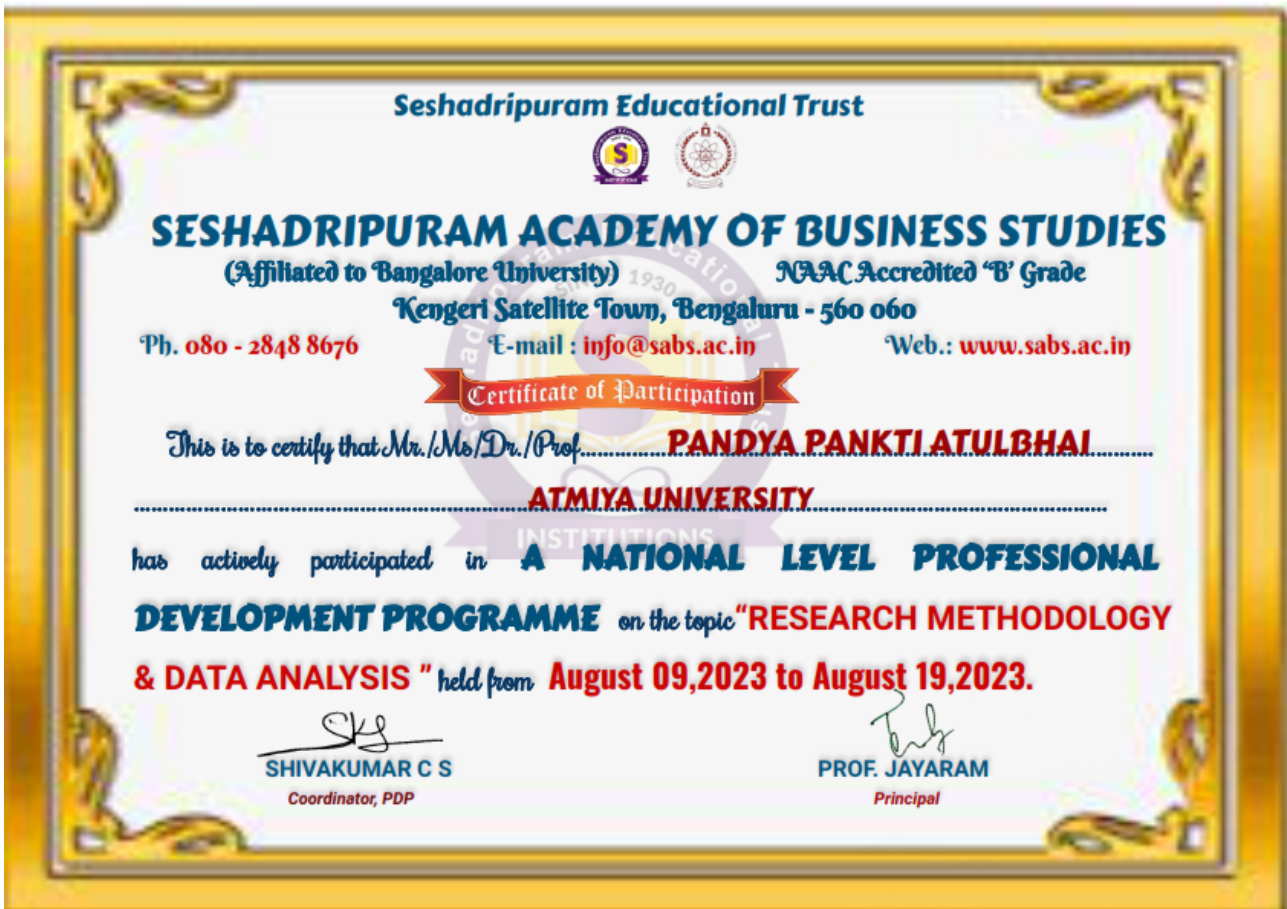 Seshadripuram Educational Trust
SESHADRIPURAM ACADEMY OF BUSINESS STUDIES
(Affiliated to Bangalore University) NAAC Accredited ‘B’ Grade
Kengeri Satellite Town, Bengaluru - 560 060
Ph. 080 - 2848 8676 E-mail : info@sabs.ac.in Web.: www.sabs.ac.in
Certificate of Participation
This is to certify that Mr./Ms/Dr./Prof. PANDYA PANKTI ATULBHAI
ATMIYA UNIVERSITY
INSTITUTIONS
has actively participated in A NATIONAL LEVEL PROFESSIONAL
DEVELOPMENT PROGRAMME on the topic “RESEARCH METHODOLOGY
& DATA ANALYSIS ” held from August 09,2023 to August 19,2023.
SHIVAKUMAR C S PROF. JAYARAM
Coordinator, PDP Principal